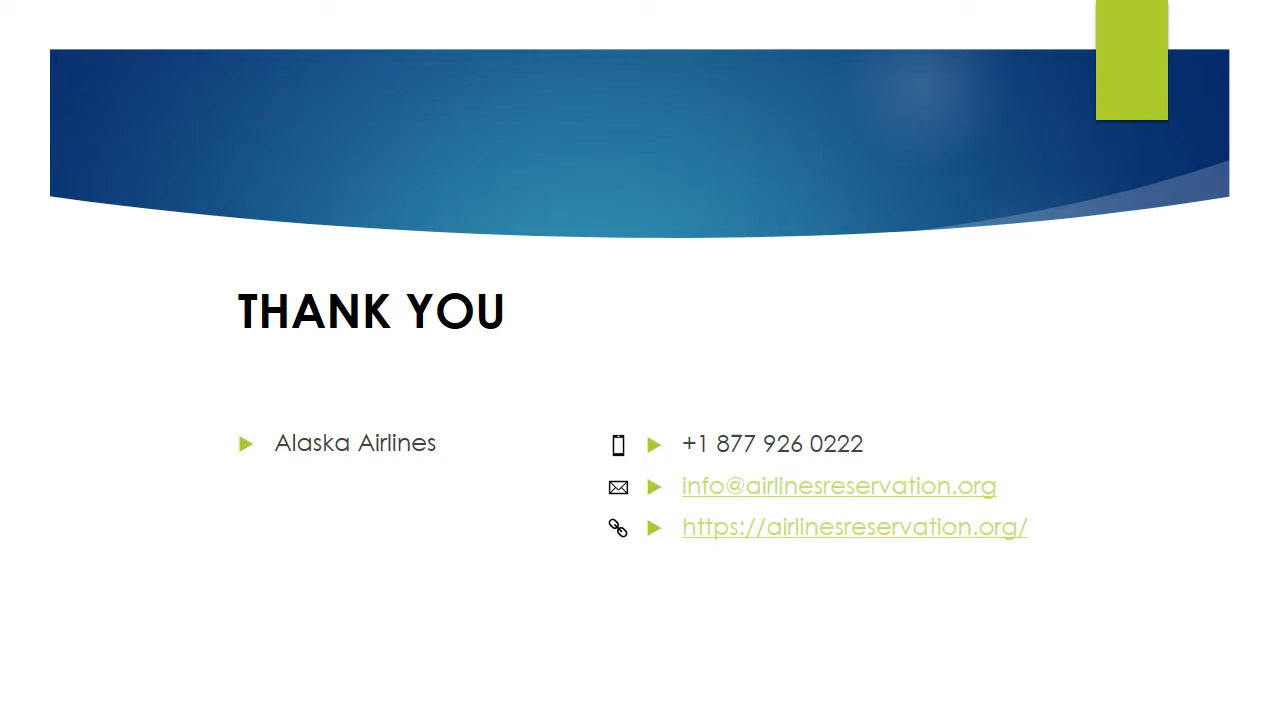 THANK YOU
Alaska Airlines
+1 877 926 0222
info@airlinesreservation.org
https://airlinesreservation.org/